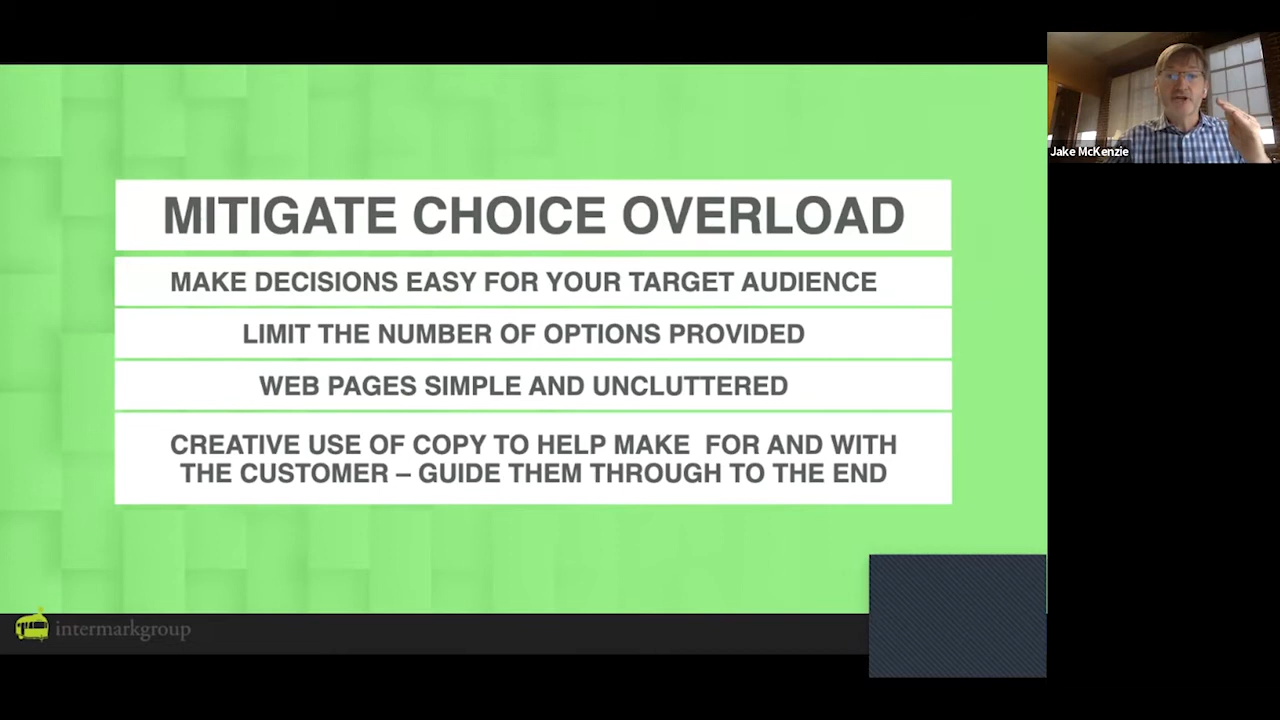 MITIGATE CHOICE OVERLOAD
MAKE DECISIONS EASY FOR YOUR TARGET AUDIENCE
LIMIT THE NUMBER OF OPTIONS PROVIDED
WEB PAGES SIMPLE AND UNCLUTTERED
CREATIVE USE OF COPY TO HELP MAKE  FOR AND WITH
THE CUSTOMER – GUIDE THEM THROUGH TO THE END
Jake McKenzie
intermarkgroup